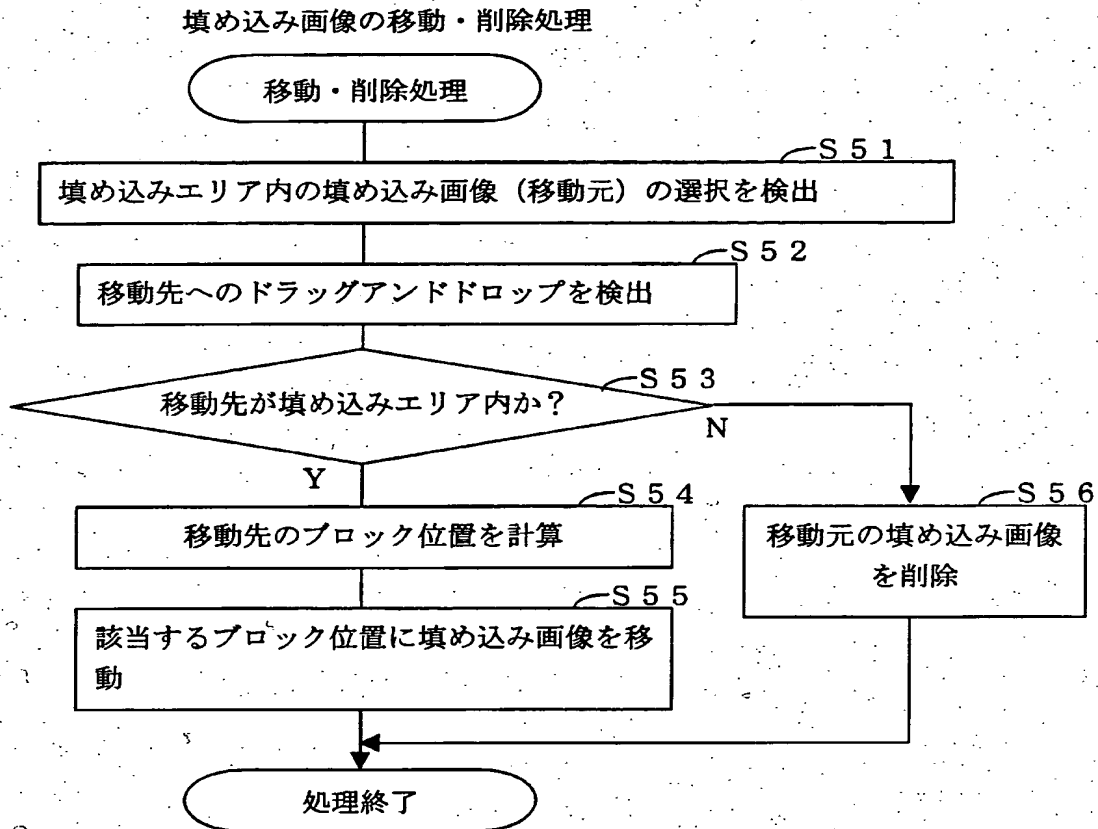 填め込み画像の移動・削除処理
移動・削除処理
S51
填め込みエリア内の填め込み画像（移動元）の選択を検出
S52
移動先へのドラッグアンドドロップを検出
S53
移動先が填め込みエリア内か？
N
Y
S54
移動先のブロック位置を計算
S56
移動元の填め込み画像
を削除
S55
該当するブロック位置に填め込み画像を移
動
処理終了